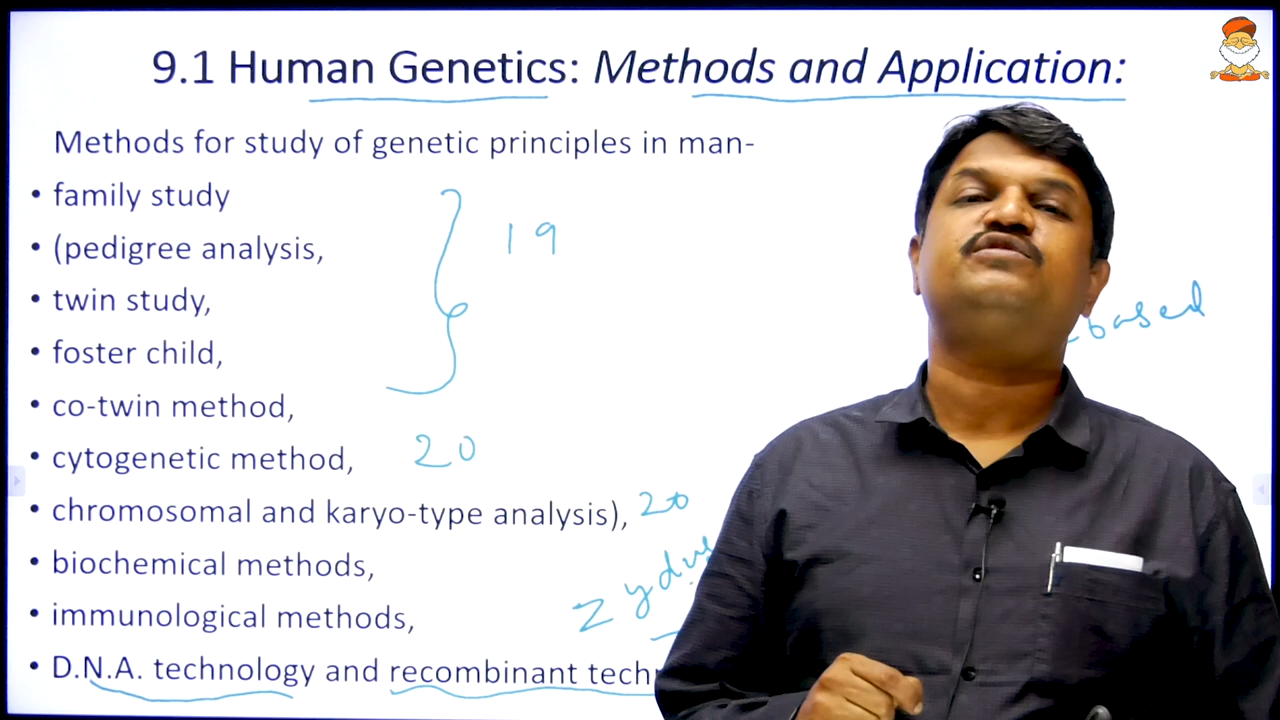 9.1 Human Genetics: Methods and Application:
Methods for study of genetic principles in man-
• family study
• (pedigree analysis,
19
• twin study,
based
• foster child,
• co-twin method,
• cytogenetic method, 20
• chromosomal and karyo-type analysis), 20
• biochemical methods,
zydus
• immunological methods,
• D.N.A. technology and recombinant tech